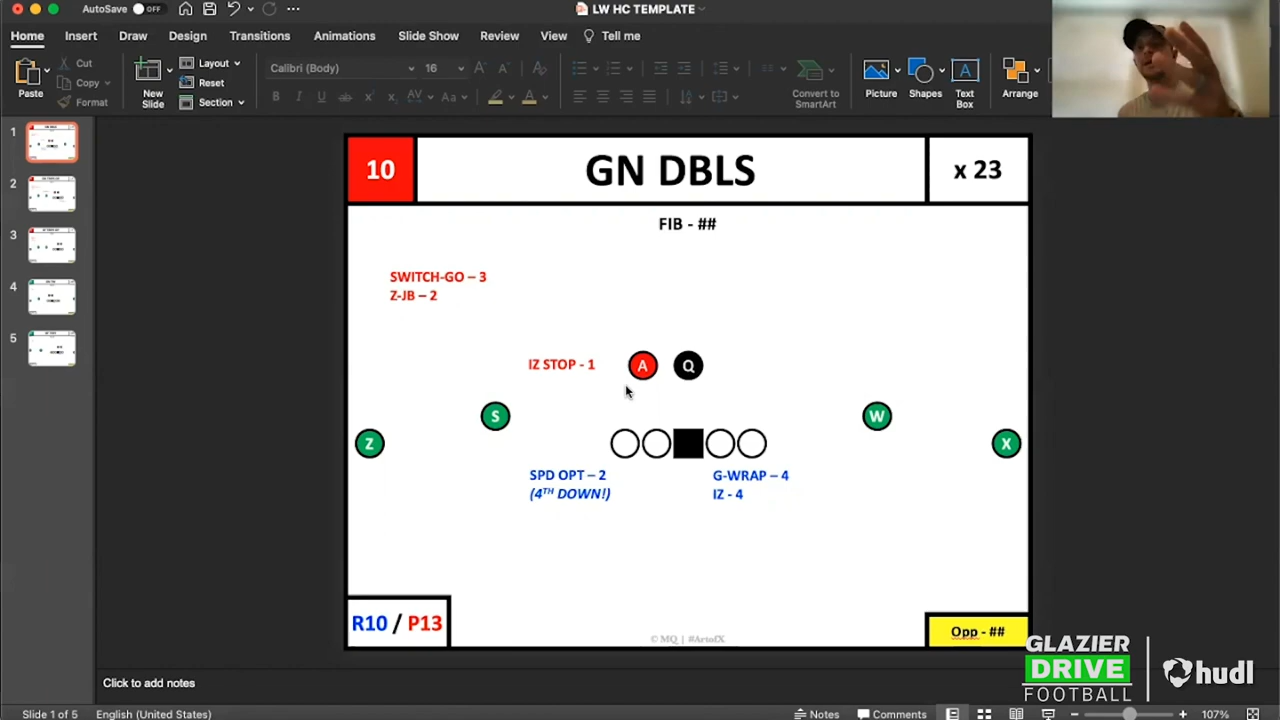 AutoSave OFF
LW HC TEMPLATE
Home Insert Draw Design Transitions Animations Slide Show Review View Tell me
Paste
Cut
Copy
Format
New Slide
Layout
Reset
Section
Calibri (Body) 16
Convert to SmartArt
Picture
Shapes
Text Box
Arrange
1
2
3
4
5
10
GN DBLS
x 23
FIB - ##
SWITCH-GO – 3
Z-JB – 2
IZ STOP - 1
A
Q
S
W
Z
X
SPD OPT – 2
(4TH DOWN!)
G-WRAP – 4
IZ - 4
R10 / P13
© MQ | #ArtofX
Opp - ##
GLAZIER
DRIVE
FOOTBALL
hudl
Click to add notes
Slide 1 of 5 English (United States) Notes Comments 107%